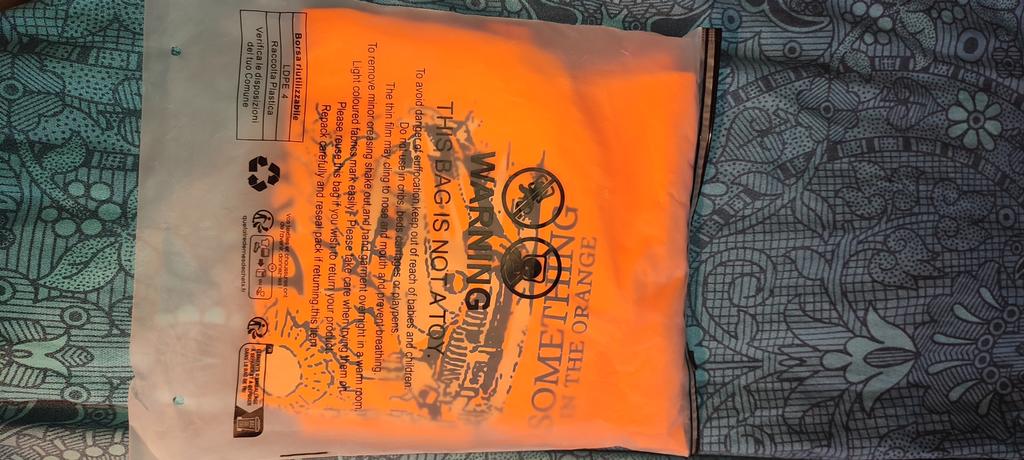 SOMETHING
IN THE ORANGE
WARNING
THIS BAG IS NOT A TOY.
To avoid danger of suffocation keep out of reach of babies and children.
Do not use in cribs, beds, carriages or playpens.
The thin film may cling to nose and mouth and prevent breathing.
To remove minor creasing shake out and hang garment overnight in a warm room.
Light coloured fabrics mark easily. Please take care when trying them on.
Please reuse this bag if you wish to return your product.
Repack carefully and reseal pack if returning the item.
Borsa riutilizzabile
LDPE 4
Raccolta Plastica
Verifica le disposizioni
del tuo Comune